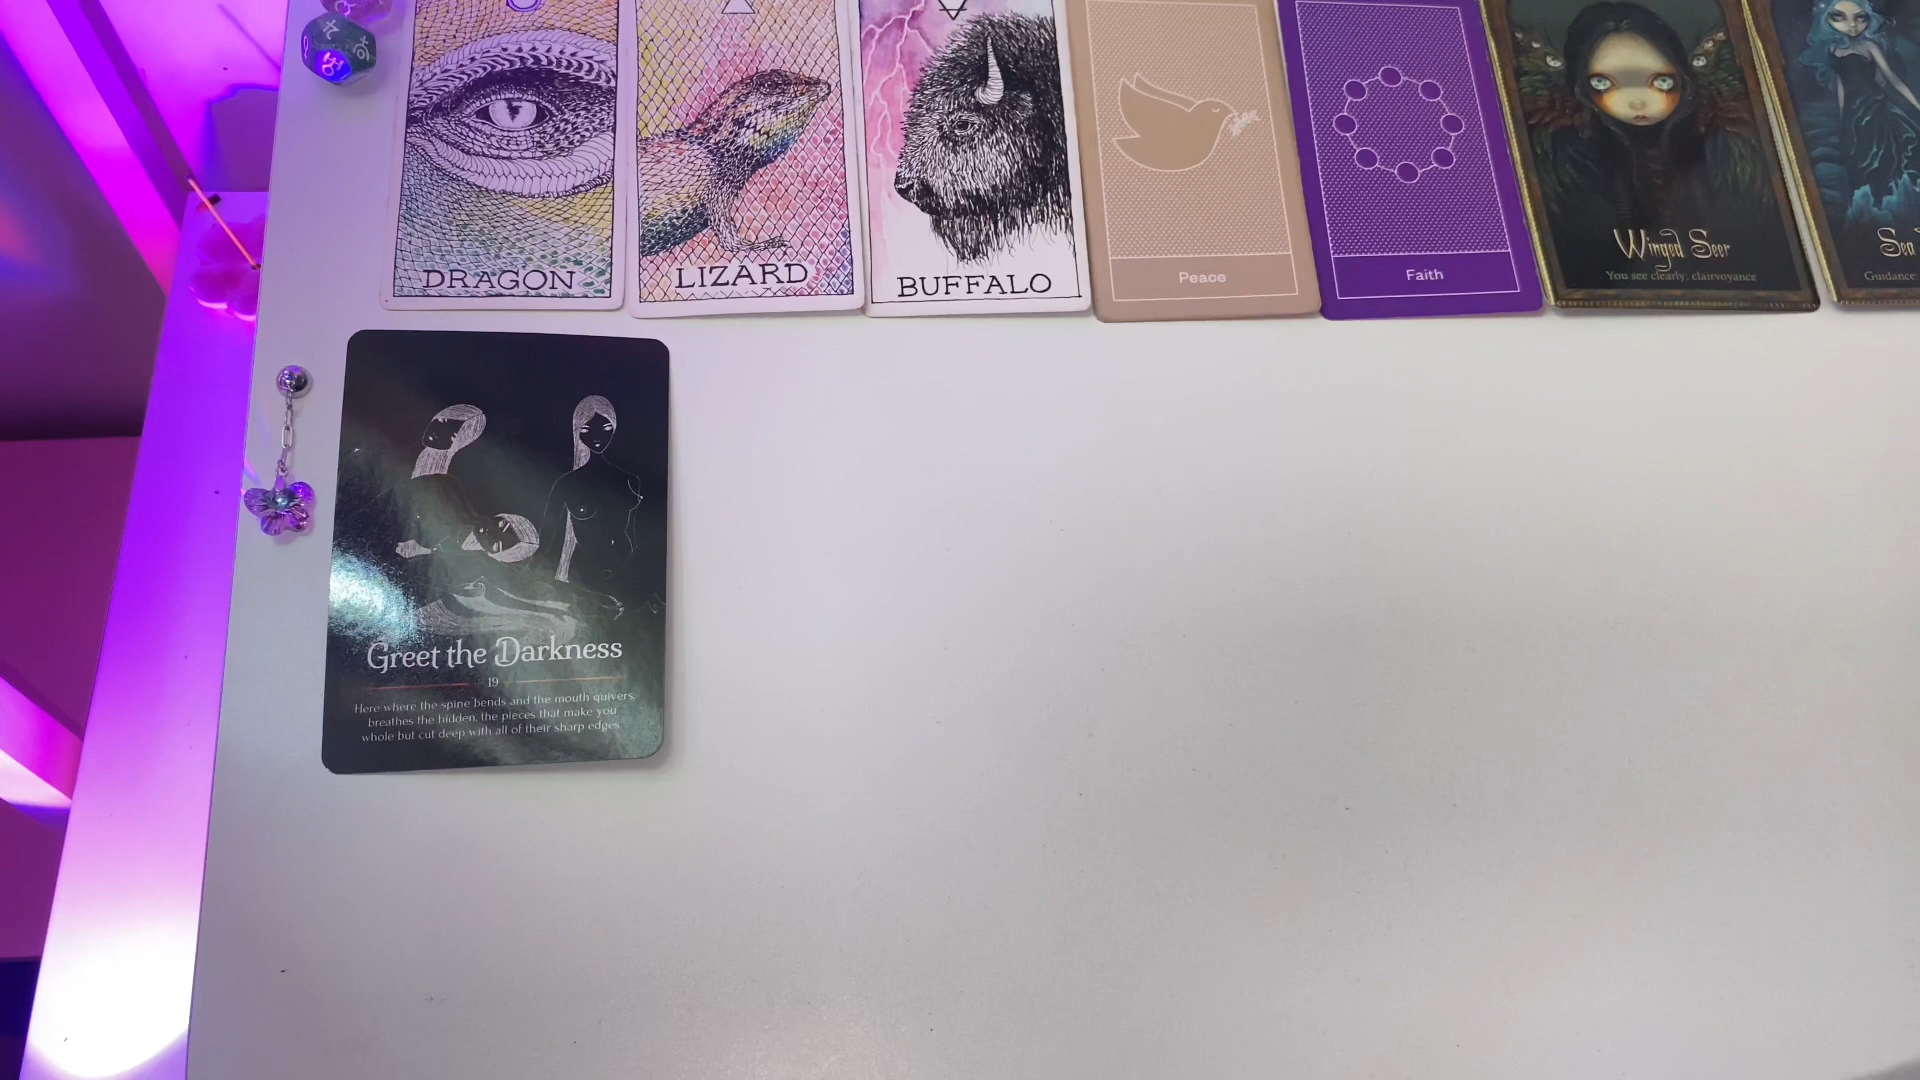 DRAGON
LIZARD
BUFFALO
Peace
Faith
Winged Seer
You see clearly: clairvoyance
Sea
Guidance
Greet the Darkness
19
Here where the spine bends and the mouth quivers,
breathes the hidden, the pieces that make you
whole but cut deep with all of their sharp edges.